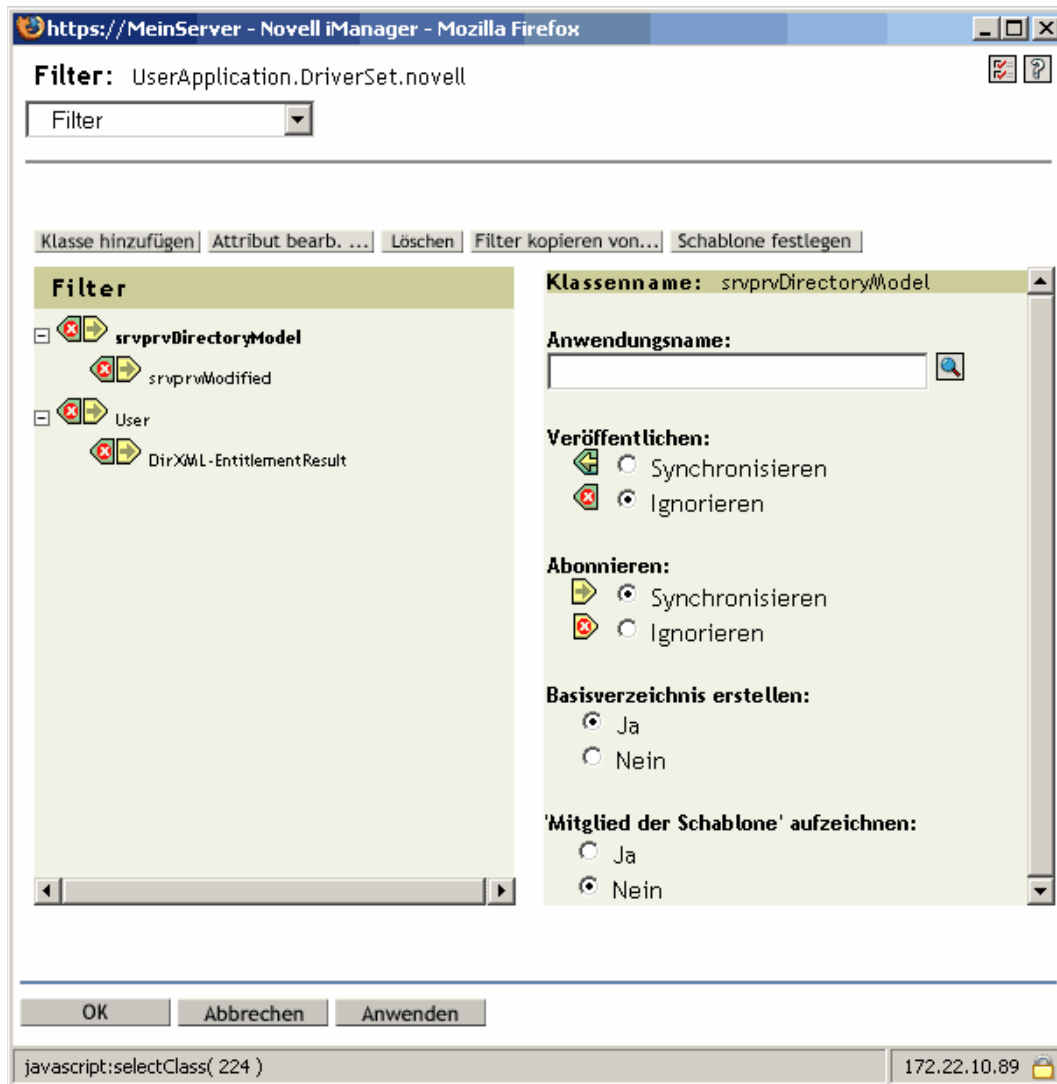 https://MeinServer - Novell iManager - Mozilla Firefox
Filter: UserApplication.DriverSet.novell
Filter
Klasse hinzufügen Attribut bearb. ... Löschen Filter kopieren von... Schablone festlegen
Filter
srvprvDirectoryModel
srvprvModified
User
DirXML-EntitlementResult
Klassenname: srvprvDirectoryModel
Anwendungsname:
Veröffentlichen:
Synchronisieren
Ignorieren
Abonnieren:
Synchronisieren
Ignorieren
Basisverzeichnis erstellen:
Ja
Nein
'Mitglied der Schablone' aufzeichnen:
Ja
Nein
OK Abbrechen Anwenden
javascript:selectClass( 224 ) 172.22.10.89